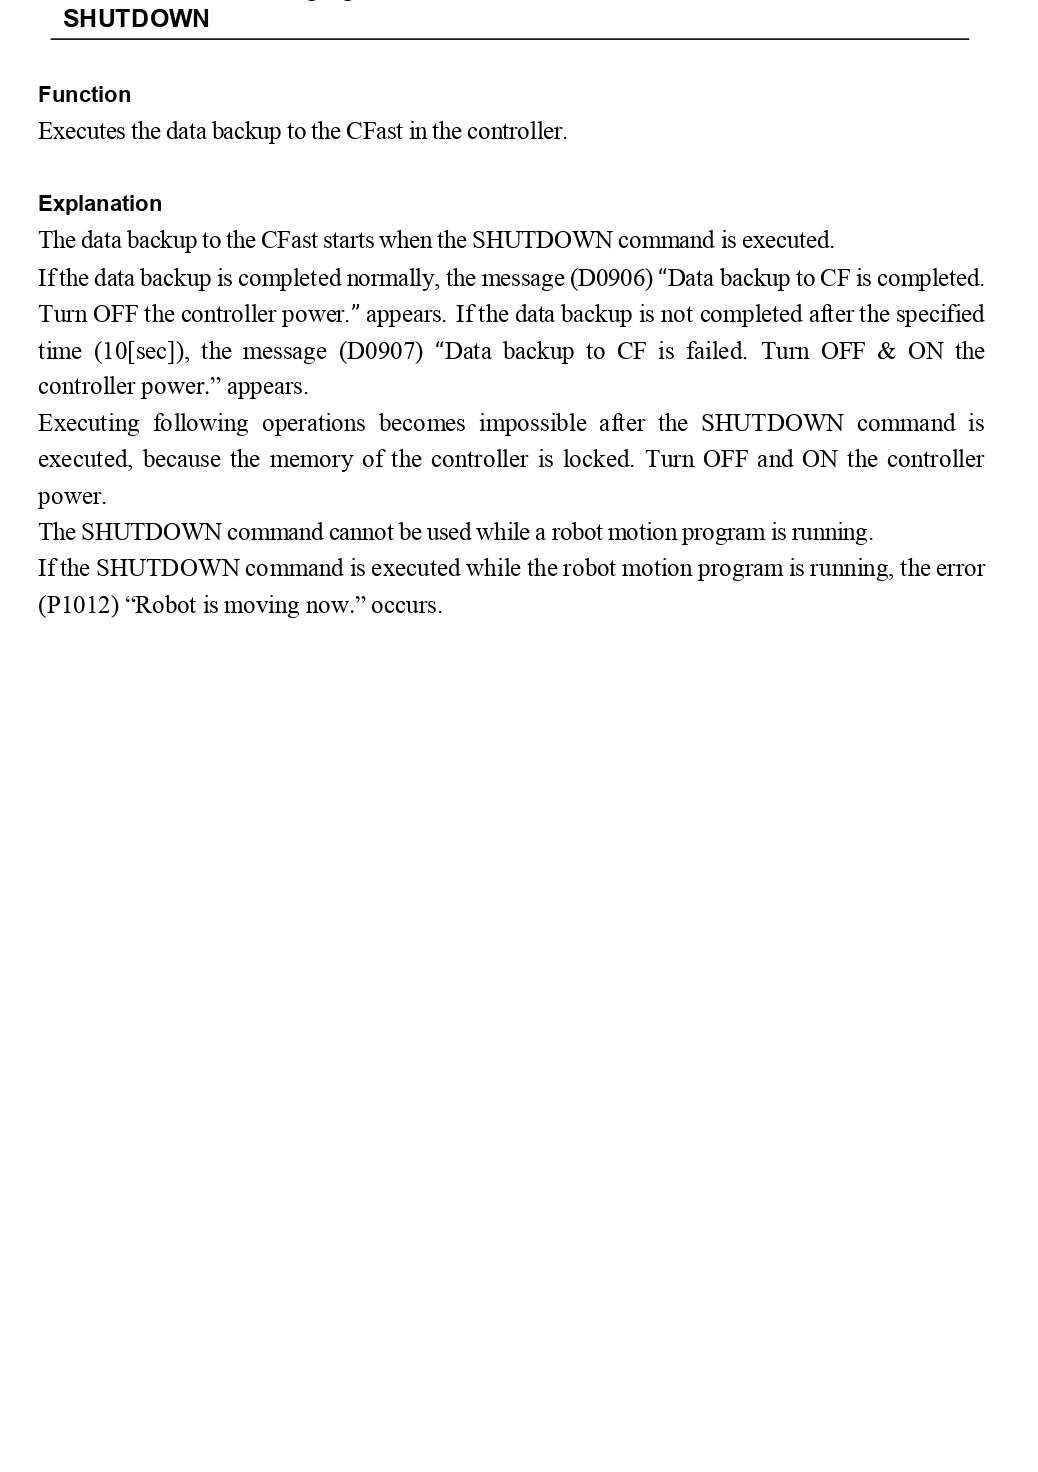 SHUTDOWN
Function
Executes the data backup to the CFast in the controller.
Explanation
The data backup to the CFast starts when the SHUTDOWN command is executed.
If the data backup is completed normally, the message (D0906) “Data backup to CF is completed.
Turn OFF the controller power.” appears. If the data backup is not completed after the specified
time (10[sec]), the message (D0907) “Data backup to CF is failed. Turn OFF & ON the
controller power.” appears.
Executing following operations becomes impossible after the SHUTDOWN command is
executed, because the memory of the controller is locked. Turn OFF and ON the controller
power.
The SHUTDOWN command cannot be used while a robot motion program is running.
If the SHUTDOWN command is executed while the robot motion program is running, the error
(P1012) “Robot is moving now.” occurs.